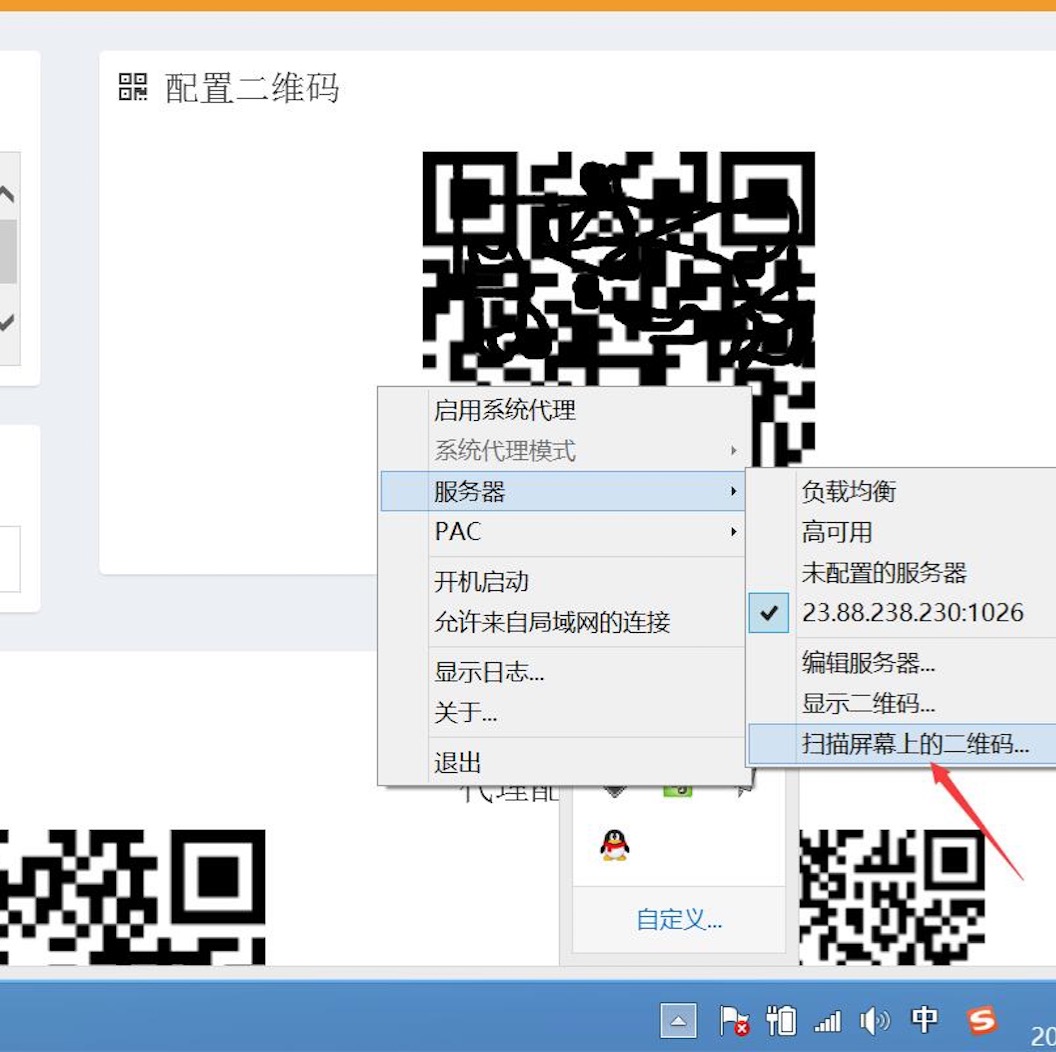 配置二维码
启用系统代理
系统代理模式
服务器
PAC
开机启动
允许来自局域网的连接
显示日志...
关于...
退出
负载均衡
高可用
未配置的服务器
23.88.238.230:1026
编辑服务器...
显示二维码...
扫描屏幕上的二维码...
代理配
自定义...
中
S
20